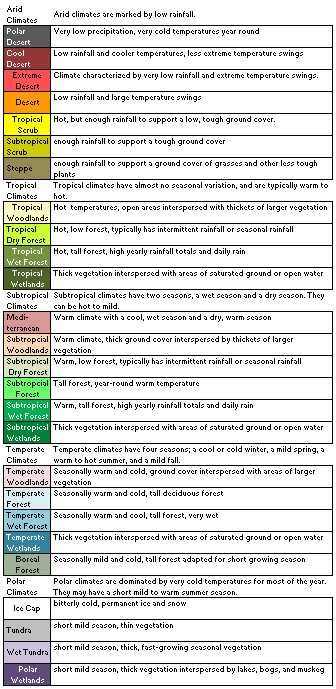 Arid Climates
Arid climates are marked by low rainfall.
Polar Desert
Very low precipitation, very cold temperatures year round
Cool Desert
Low rainfall and cooler temperatures, less extreme temperature swings
Extreme Desert
Climate characterized by very low rainfall and extreme temperature swings.
Desert
Low rainfall and large temperature swings
Tropical Scrub
Hot, but enough rainfall to support a low, tough ground cover.
Subtropical Scrub
enough rainfall to support a tough ground cover
Steppe
enough rainfall to support a ground cover of grasses and other less tough
plants
Tropical Climates
Tropical climates have almost no seasonal variation, and are typically warm to
hot.
Tropical Woodlands
Hot temperatures, open areas interspersed with thickets of larger vegetation
Tropical Dry Forest
Hot, low forest, typically has intermittent rainfall or seasonal rainfall
Tropical Wet Forest
Hot, tall forest, high yearly rainfall totals and daily rain
Tropical Wetlands
Thick vegetation interspersed with areas of saturated ground or open water
Subtropical Climates
Subtropical climates have two seasons, a wet season and a dry season. They
can be hot to mild.
Medi-terranean
Warm climate with a cool, wet season and a dry, warm season
Subtropical Woodlands
Warm climate, thick ground cover interspersed by thickets of larger
vegetation
Subtropical Dry Forest
Warm, low forest, typically has intermittent rainfall or seasonal rainfall
Subtropical Forest
Tall forest, year-round warm temperature
Subtropical Wet Forest
Warm, tall forest, high yearly rainfall totals and daily rain
Subtropical Wetlands
Thick vegetation interspersed with areas of saturated ground or open water
Temperate Climates
Temperate climates have four seasons; a cool or cold winter, a mild spring, a
warm to hot summer, and a mild fall.
Temperate Woodlands
Seasonally warm and cold, ground cover interspersed with areas of larger
vegetation
Temperate Forest
Seasonally warm and cold, tall deciduous forest
Temperate Wet Forest
Seasonally warm and cool, tall forest, very wet
Temperate Wetlands
Thick vegetation interspersed with areas of saturated ground or open water
Boreal Forest
Seasonally mild and cold, tall forest adapted for short growing season
Polar Climates
Polar climates are dominated by very cold temperatures for most of the year.
They may have a short mild to warm summer season.
Ice Cap
bitterly cold, permanent ice and snow
Tundra
short mild season, thin vegetation
Wet Tundra
short mild season, thick, fast-growing seasonal vegetation
Polar Wetlands
short mild season, thick vegetation interspersed by lakes, bogs, and muskeg